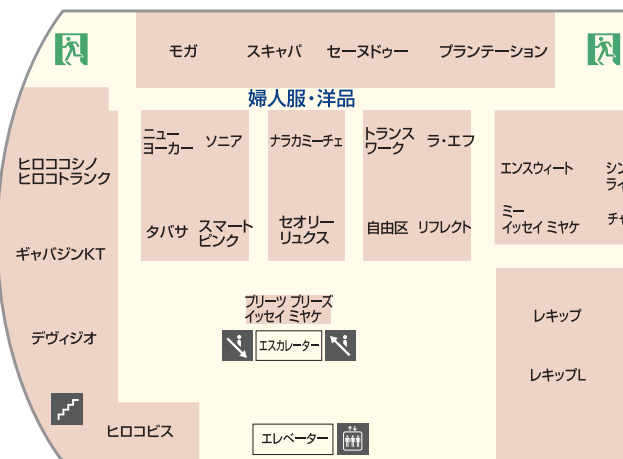 モガ
スキャパ
セーヌドゥー
プランテーション
婦人服・洋品
ニュー
ヨーカー
ソニア
ナラカミーチェ
トランス
ワーク
ラ・エフ
エンスウィート
ヒロココシノ
ヒロコトランク
タバサ
スマート
ピンク
セオリー
リュクス
自由区
リフレクト
ミー
イッセイ ミヤケ
ギャバジンKT
プリーツ プリーズ
イッセイ ミヤケ
エスカレーター
デヴィジオ
レキップ
レキップL
ヒロコビス
エレベーター